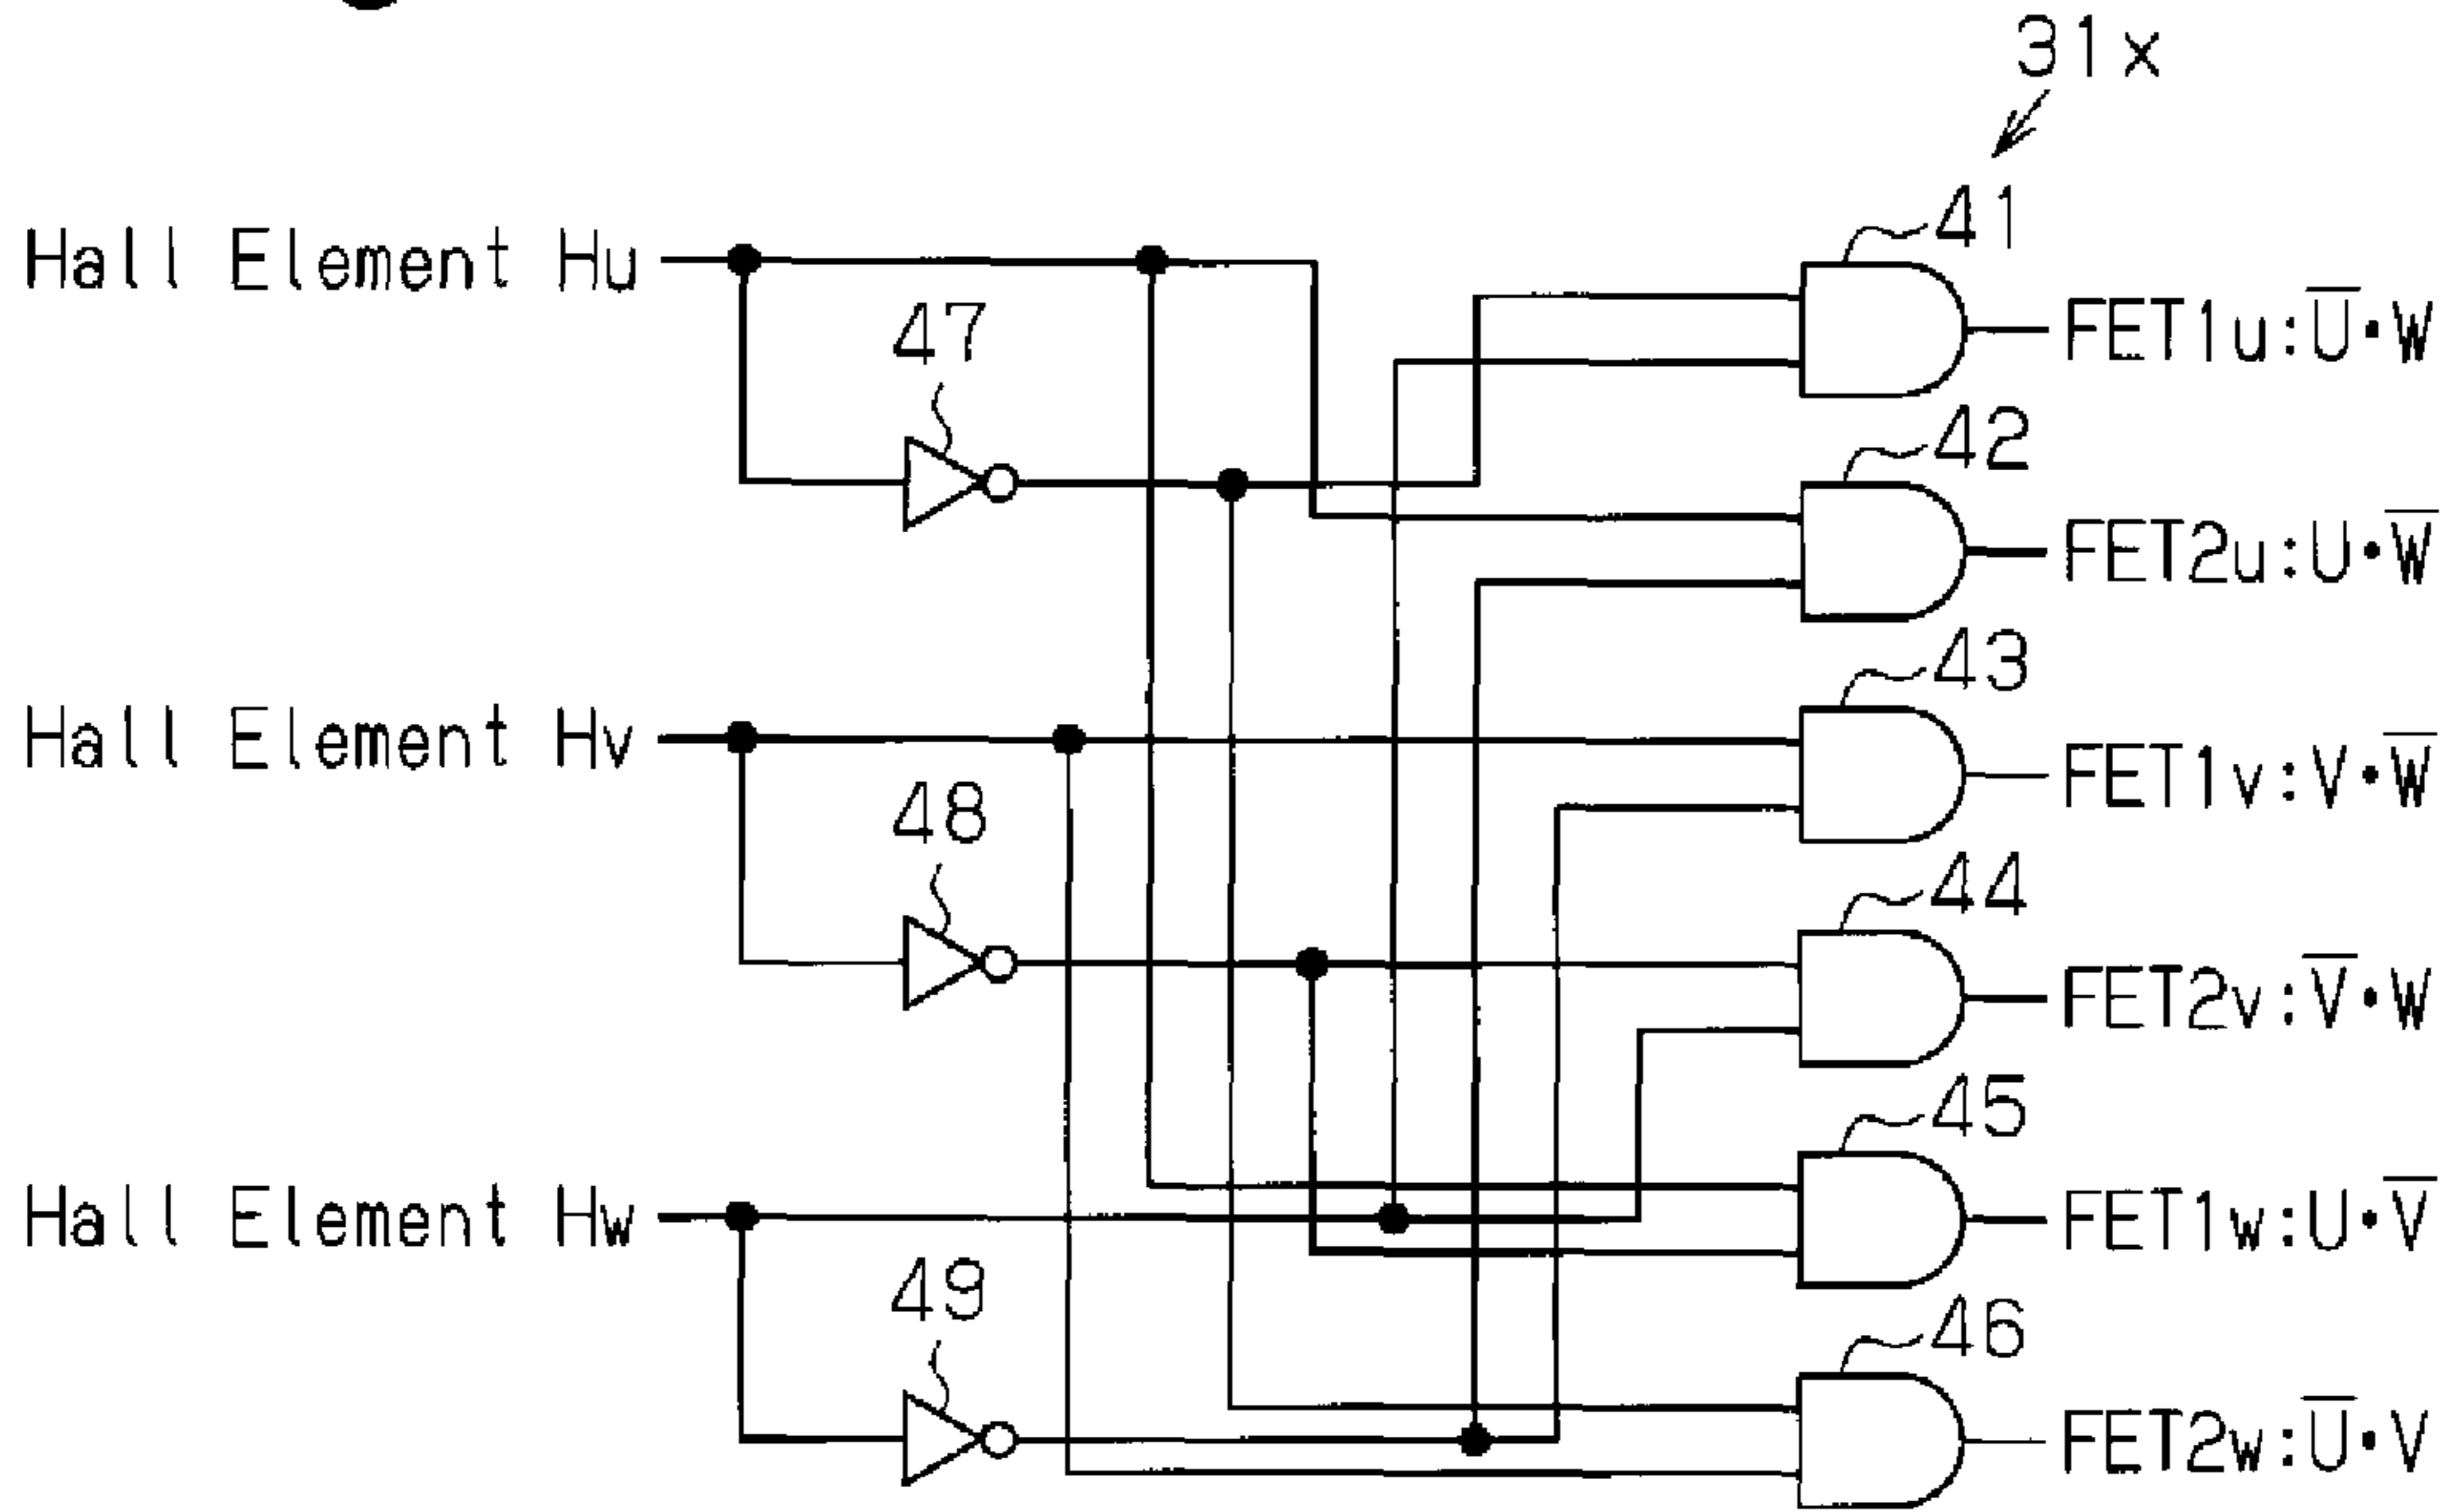 31x
41
Hall Element Hu
47
FET1u:U̅·W
42
FET2u:U·W̅
43
Hall Element Hv
FET1v:V·W̅
48
44
FET2v:V̅·W
45
Hall Element Hw
FET1w:U·V̅
49
46
FET2w:U̅·V